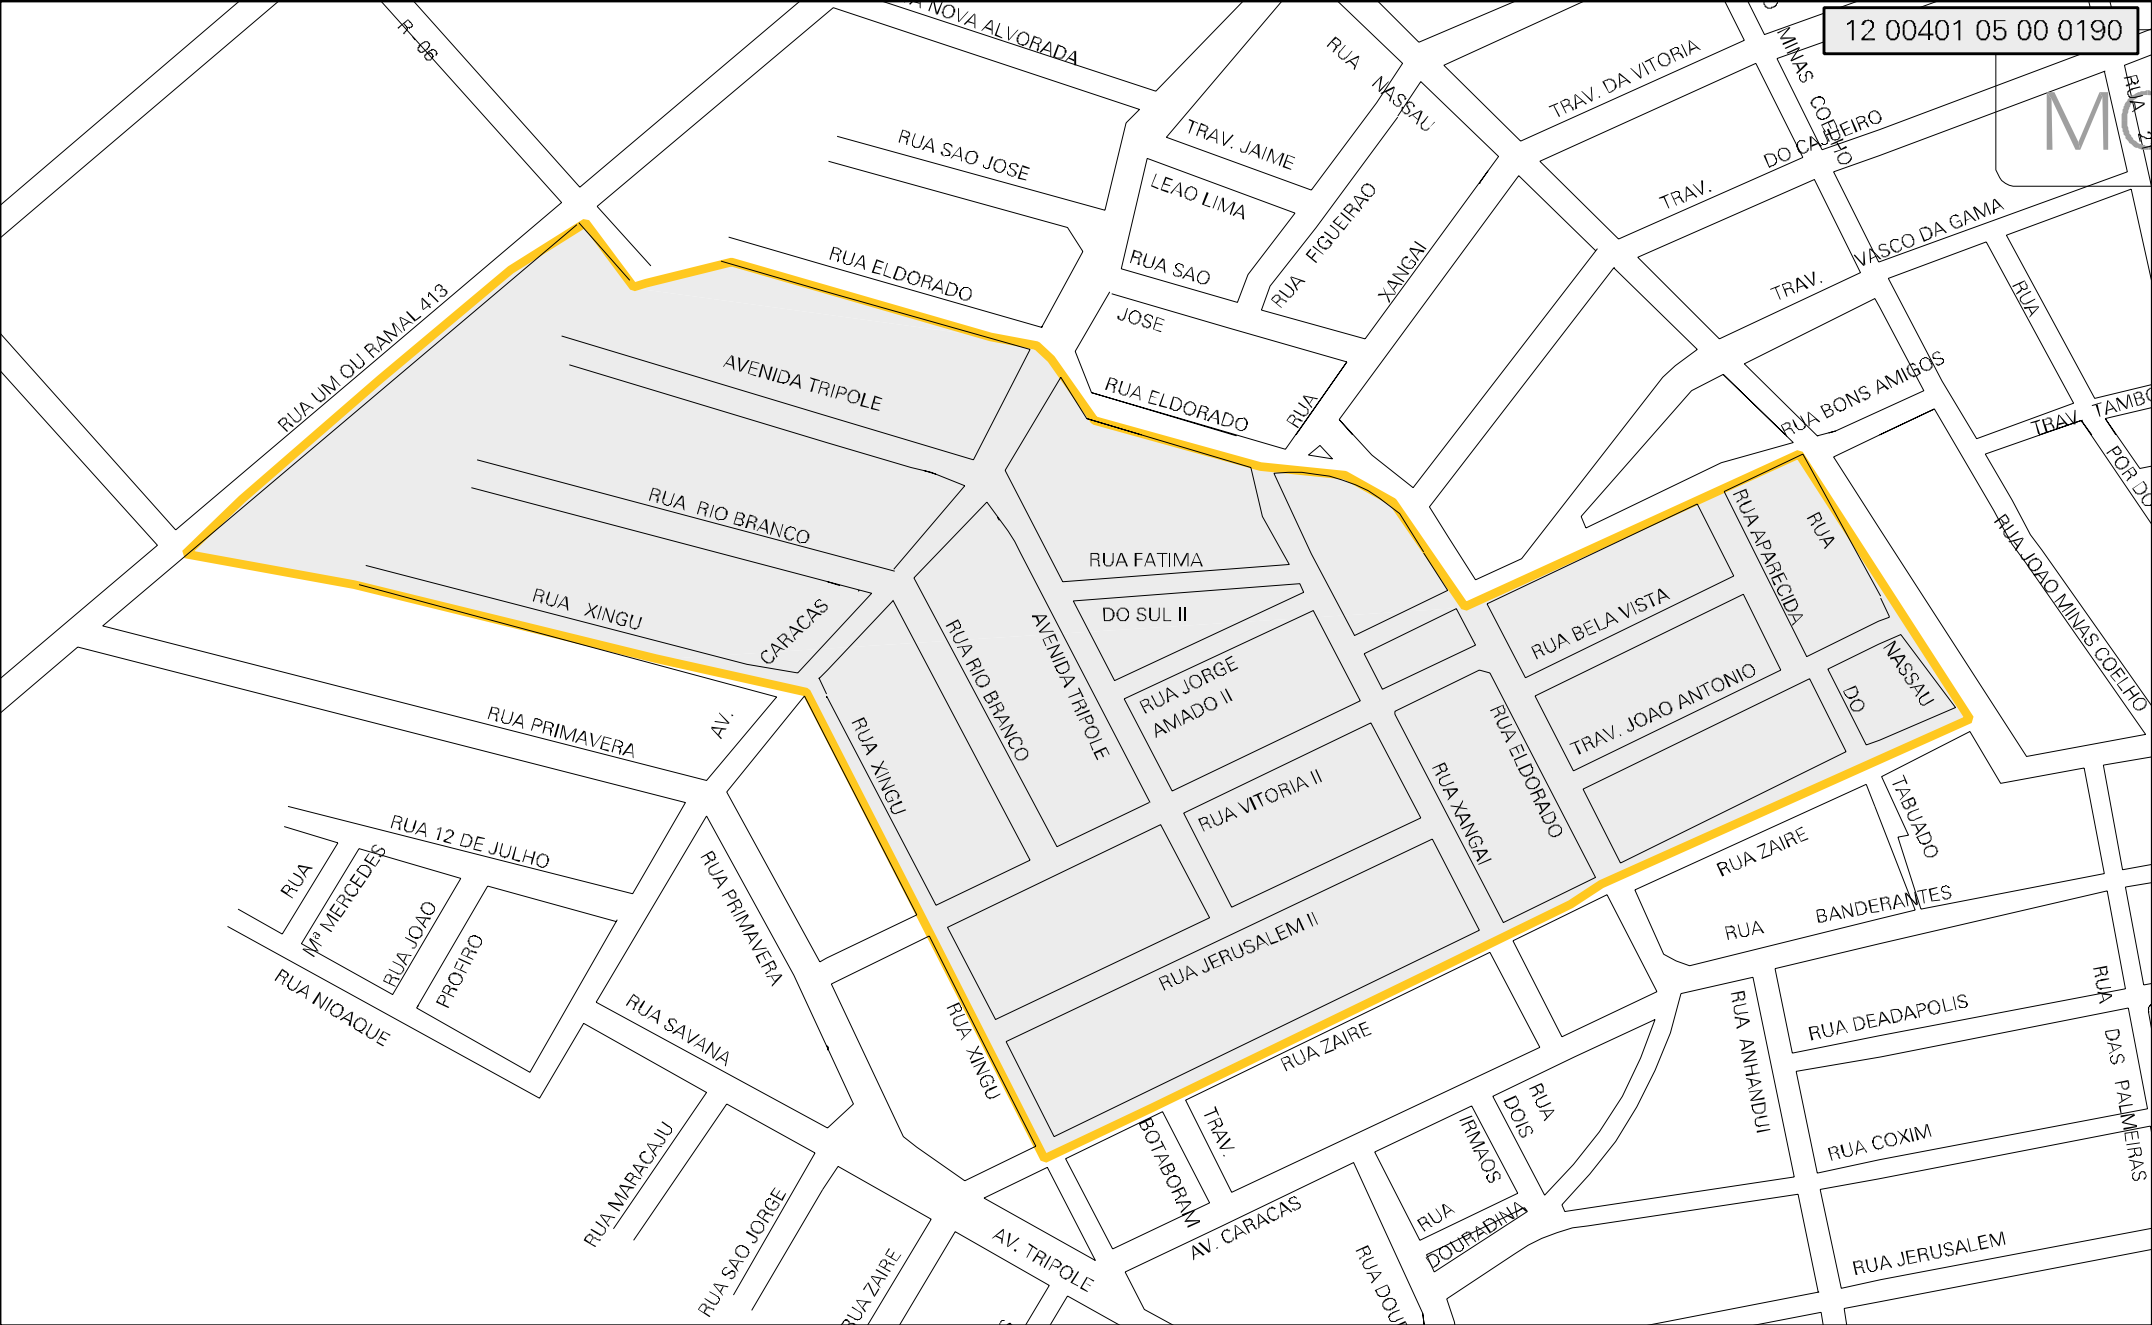 12 00401 05 00 0190
R 06
NOVA ALVORADA
RUA NASSAU
TRAV. DA VITORIA
MINAS COELHO
DO CAJUEIRO
TRAV.
RUA 2
RUA SAO JOSE
TRAV. JAIME
LEAO LIMA
RUA SAO
JOSE
RUA FIGUEIRAO
XANGAI
RUA
VASCO DA GAMA
TRAV.
RUA
RUA ELDORADO
RUA UM OU RAMAL 413
AVENIDA TRIPOLE
RUA ELDORADO
RUA BONS AMIGOS
TRAV.
POR DO
RUA RIO BRANCO
RUA APARECIDA
DO
TABUADO
RUA
NASSAU
RUA JOAO MINAS COELHO
RUA FATIMA
DO SUL II
RUA XINGU
CARACAS
AV.
RUA RIO BRANCO
AVENIDA TRIPOLE
RUA BELA VISTA
RUA JORGE
AMADO II
TRAV. JOAO ANTONIO
RUA PRIMAVERA
RUA XINGU
RUA VITORIA II
RUA XANGAI
RUA ELDORADO
RUA 12 DE JULHO
RUA
Mª MERCEDES
RUA JOAO
PROFIRO
RUA PRIMAVERA
RUA ZAIRE
RUA BANDERANTES
RUA JERUSALEM II
RUA NIOAQUE
RUA SAVANA
RUA XINGU
RUA ZAIRE
RUA ANHANDUI
RUA DEADAPOLIS
RUA DAS PALMEIRAS
RUA MARACAJU
RUA SAO JORGE
RUA ZAIRE
AV. TRIPOLE
TRAV.
BOTABORAM
AV. CARACAS
RUA
DOIS
IRMAOS
RUA
DOURADINA
RUA COXIM
RUA JERUSALEM